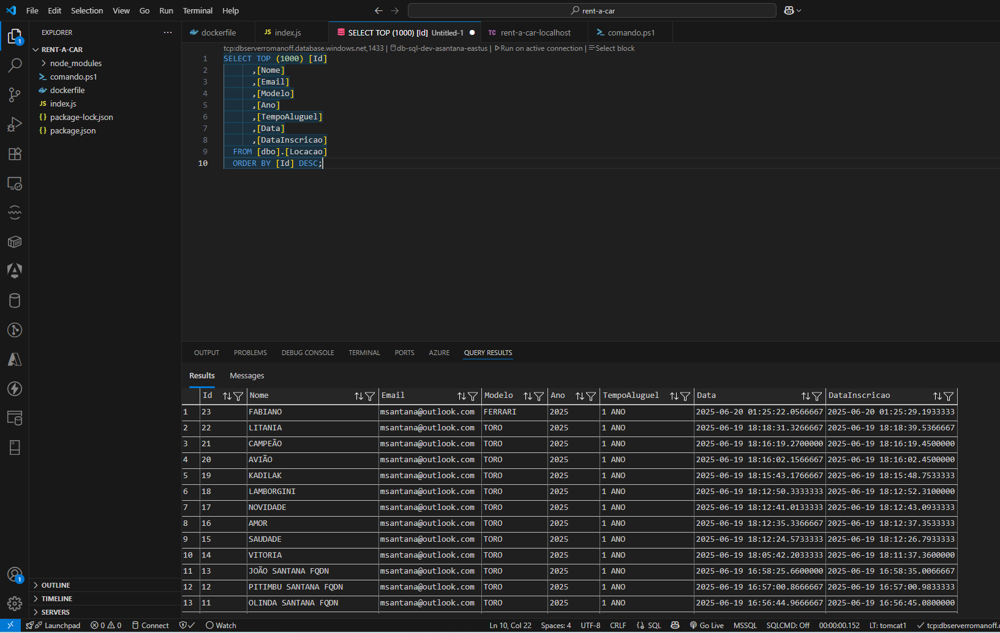 File Edit Selection View Go Run Terminal Help
rent-a-car
EXPLORER
dockerfile
JS index.js
SELECT TOP (1000) [Id] Untitled-1
TC rent-a-car-localhost
comando.ps1
RENT-A-CAR
node_modules
comando.ps1
dockerfile
JS index.js
{} package-lock.json
{} package.json
tcp:dbserverromanoff.database.windows.net,1433 | db-sql-dev-asantana-eastus | Run on active connection | Select block
1 SELECT TOP (1000) [Id]
2 ,[Nome]
3 ,[Email]
4 ,[Modelo]
5 ,[Ano]
6 ,[TempoAluguel]
7 ,[Data]
8 ,[DataInscricao]
9 FROM [dbo].[Locacao]
10 ORDER BY [Id] DESC;
OUTPUT PROBLEMS DEBUG CONSOLE TERMINAL PORTS AZURE QUERY RESULTS
Results Messages
Id Nome Email Modelo Ano TempoAluguel Data DataInscricao
1 23 FABIANO msantana@outlook.com FERRARI 2025 1 ANO 2025-06-20 01:25:22.0566667 2025-06-20 01:25:29.1933333
2 22 LITANIA msantana@outlook.com TORO 2025 1 ANO 2025-06-19 18:18:31.3266667 2025-06-19 18:18:39.5366667
3 21 CAMPEÃO msantana@outlook.com TORO 2025 1 ANO 2025-06-19 18:16:19.2700000 2025-06-19 18:16:19.4500000
4 20 AVIÃO msantana@outlook.com TORO 2025 1 ANO 2025-06-19 18:16:02.1566667 2025-06-19 18:16:02.4500000
5 19 KADILAK msantana@outlook.com TORO 2025 1 ANO 2025-06-19 18:15:43.1766667 2025-06-19 18:15:48.7533333
6 18 LAMBORGINI msantana@outlook.com TORO 2025 1 ANO 2025-06-19 18:12:50.3333333 2025-06-19 18:12:52.3100000
7 17 NOVIDADE msantana@outlook.com TORO 2025 1 ANO 2025-06-19 18:12:41.0133333 2025-06-19 18:12:43.0933333
8 16 AMOR msantana@outlook.com TORO 2025 1 ANO 2025-06-19 18:12:35.3366667 2025-06-19 18:12:37.3533333
9 15 SAUDADE msantana@outlook.com TORO 2025 1 ANO 2025-06-19 18:12:24.5733333 2025-06-19 18:12:26.7933333
10 14 VITORIA msantana@outlook.com TORO 2025 1 ANO 2025-06-19 18:05:42.2033333 2025-06-19 18:11:37.3600000
11 13 JOÃO SANTANA FQDN msantana@outlook.com TORO 2025 1 ANO 2025-06-19 16:58:25.6600000 2025-06-19 16:58:35.0066667
12 12 PITIMBU SANTANA FQDN msantana@outlook.com TORO 2025 1 ANO 2025-06-19 16:57:00.8666667 2025-06-19 16:57:00.9833333
13 11 OLINDA SANTANA FQDN msantana@outlook.com TORO 2025 1 ANO 2025-06-19 16:56:44.9666667 2025-06-19 16:56:45.0800000
OUTLINE
TIMELINE
SERVERS
1
1
Launchpad 0 0 Connect Watch Ln 10, Col 22 Spaces: 4 UTF-8 CRLF {} SQL Go Live MSSQL SQLCMD: Off 00:00:00.152 LT: tomcat1 tcp:dbserverromanoff.